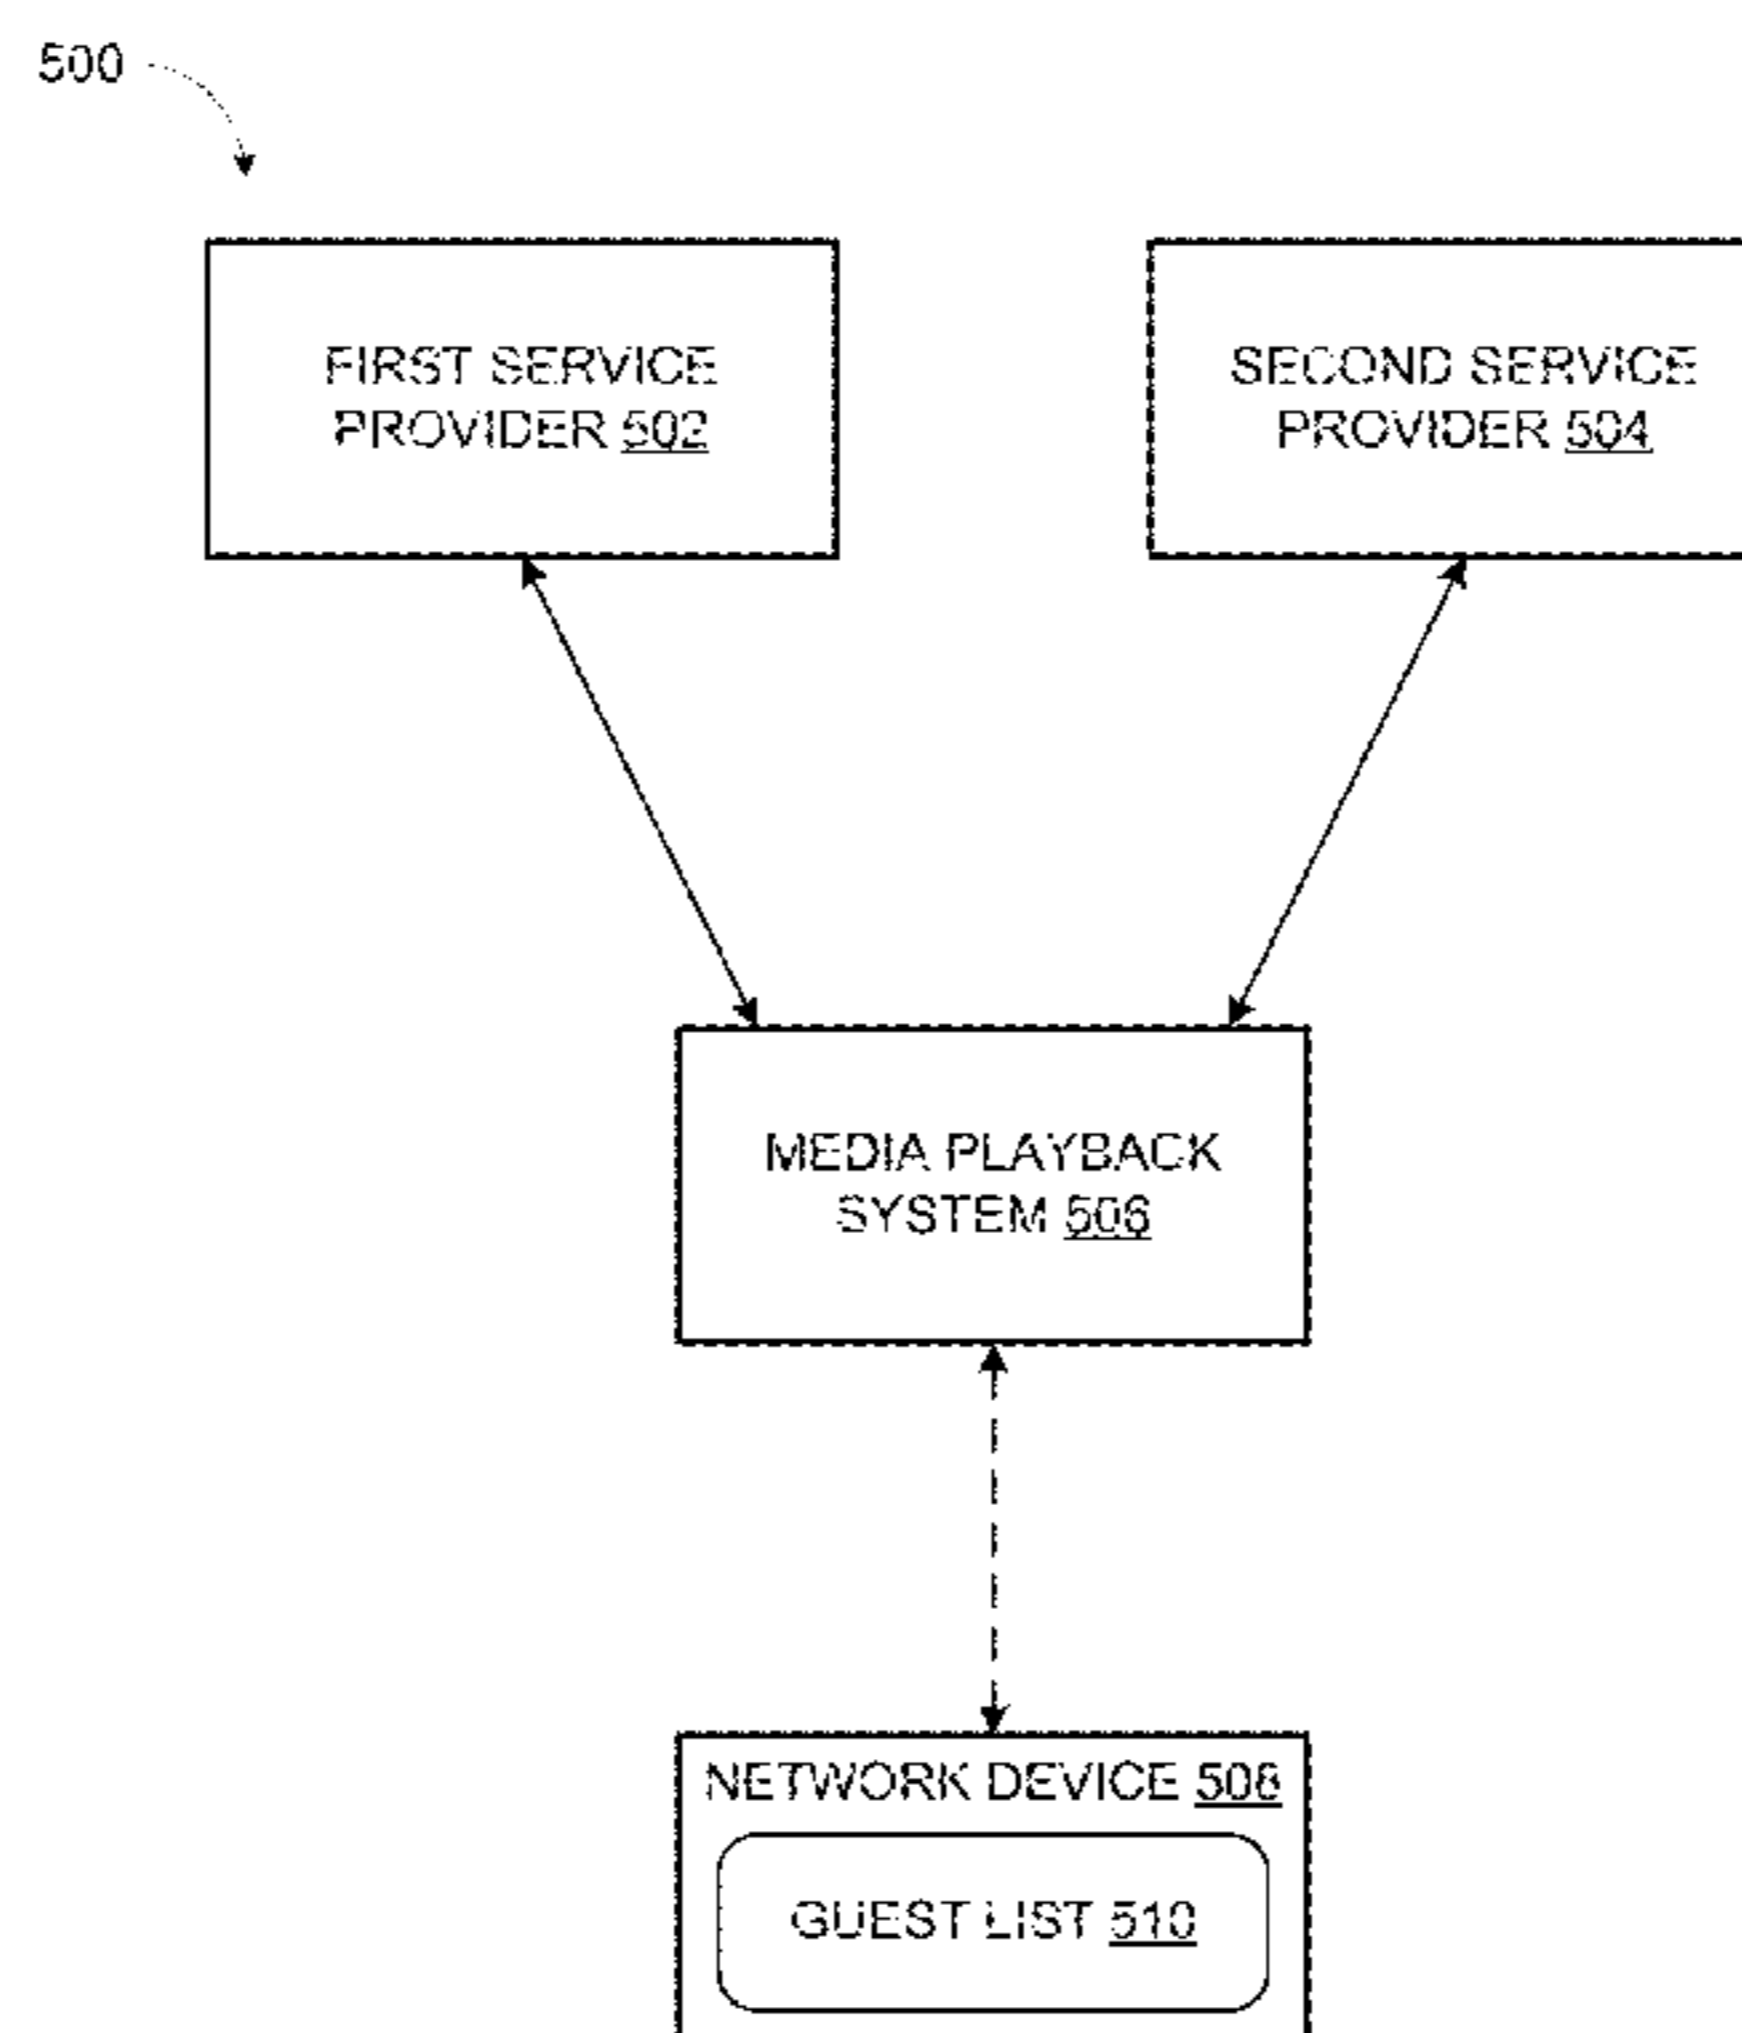 500
FIRST SERVICE
PROVIDER 502
SECOND SERVICE
PROVIDER 504
MEDIA PLAYBACK
SYSTEM 506
NETWORK DEVICE 508
GUEST LIST 510